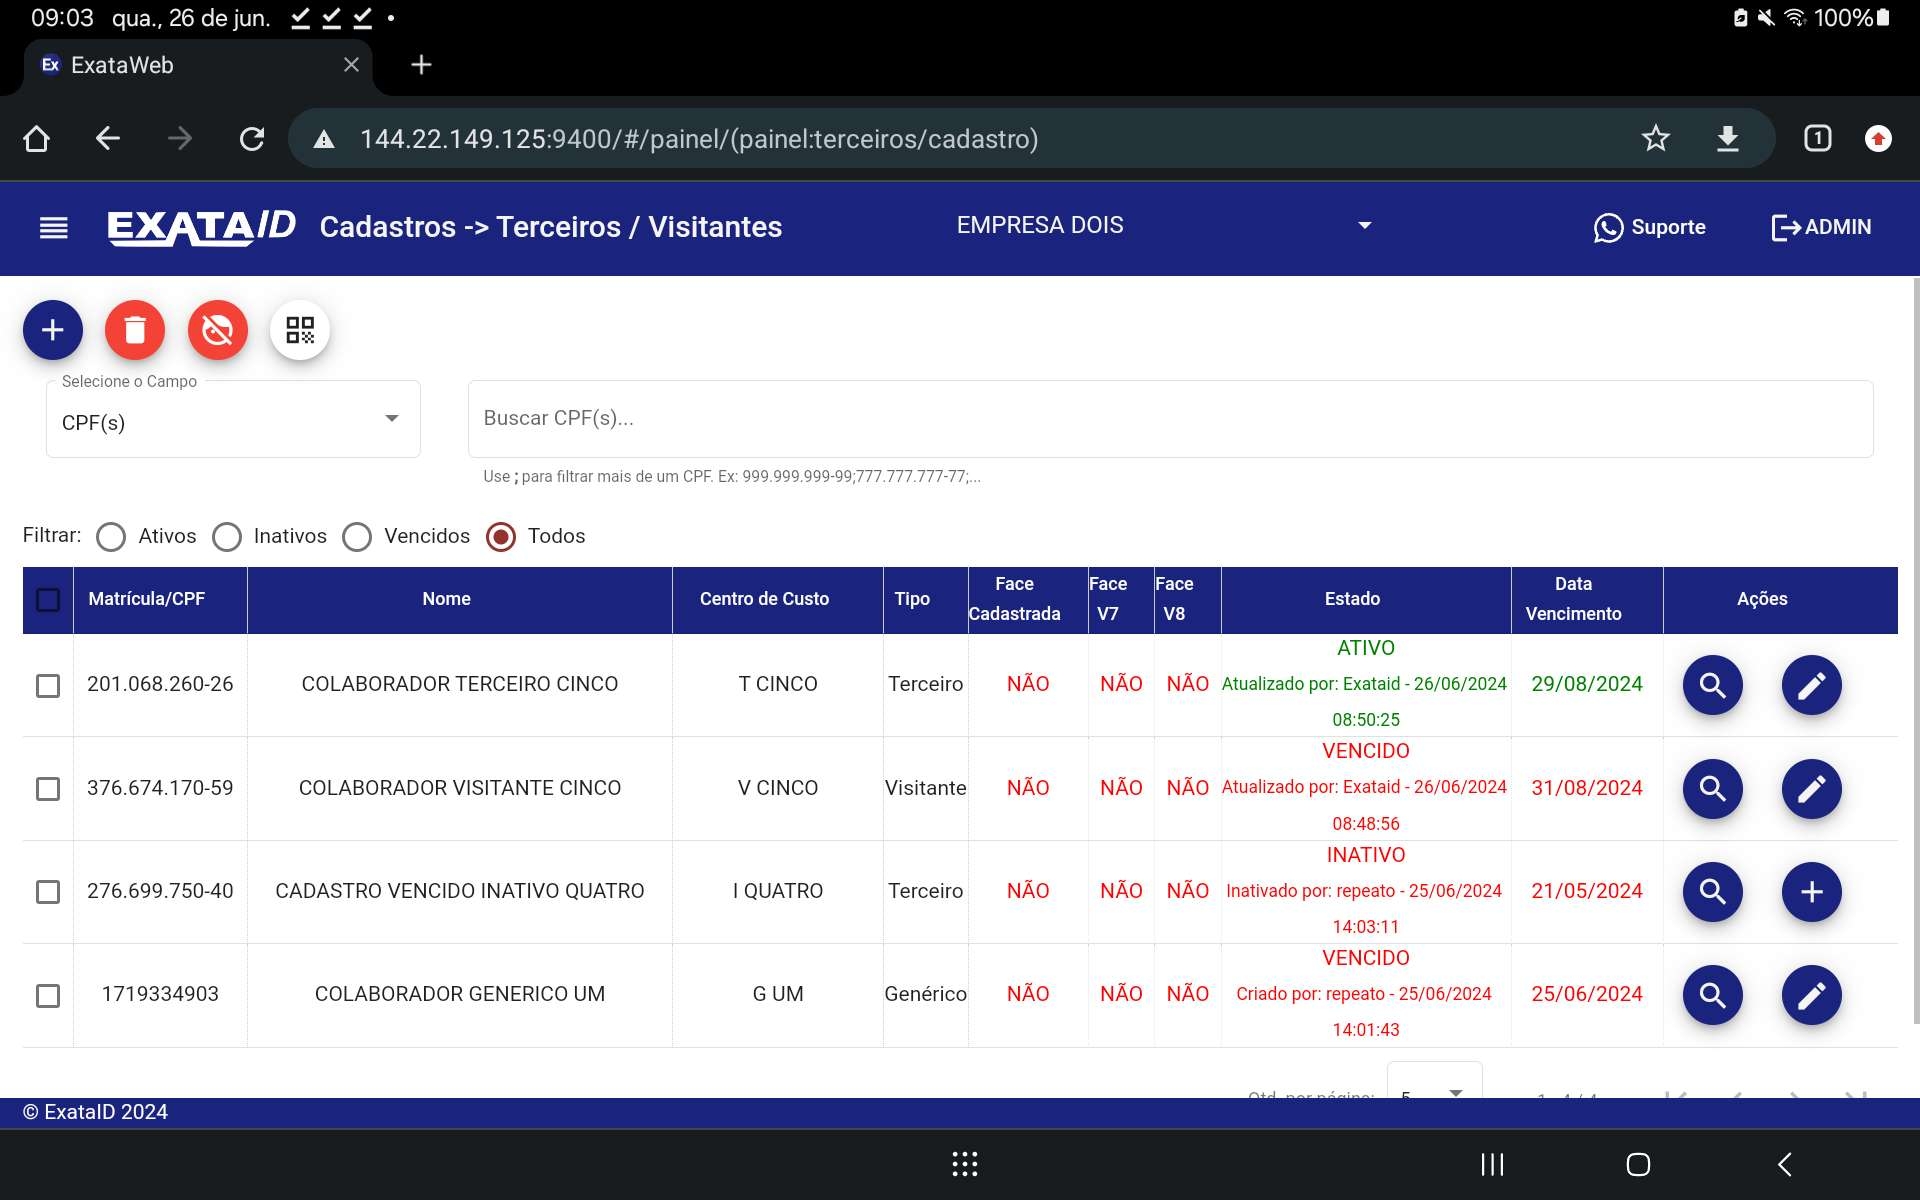 09:03 qua., 26 de jun. 100%
Ex ExataWeb
144.22.149.125:9400/#/painel/(painel:terceiros/cadastro) 1
EXATAID Cadastros -> Terceiros / Visitantes EMPRESA DOIS Suporte ADMIN
Selecione o Campo
CPF(s) Buscar CPF(s)...
Use ; para filtrar mais de um CPF. Ex: 999.999.999-99;777.777.777-77;...
Filtrar: Ativos Inativos Vencidos Todos
Matrícula/CPF Nome Centro de Custo Tipo Face Cadastrada Face V7 Face V8 Estado Data Vencimento Ações
ATIVO
201.068.260-26 COLABORADOR TERCEIRO CINCO T CINCO Terceiro NÃO NÃO NÃO Atualizado por: Exataid - 26/06/2024 29/08/2024
08:50:25
VENCIDO
376.674.170-59 COLABORADOR VISITANTE CINCO V CINCO Visitante NÃO NÃO NÃO Atualizado por: Exataid - 26/06/2024 31/08/2024
08:48:56
INATIVO
276.699.750-40 CADASTRO VENCIDO INATIVO QUATRO I QUATRO Terceiro NÃO NÃO NÃO Inativado por: repeato - 25/06/2024 21/05/2024
14:03:11
VENCIDO
1719334903 COLABORADOR GENERICO UM G UM Genérico NÃO NÃO NÃO Criado por: repeato - 25/06/2024 25/06/2024
14:01:43
Qtd. por página: 5 1 - 4 / 4
© ExataID 2024